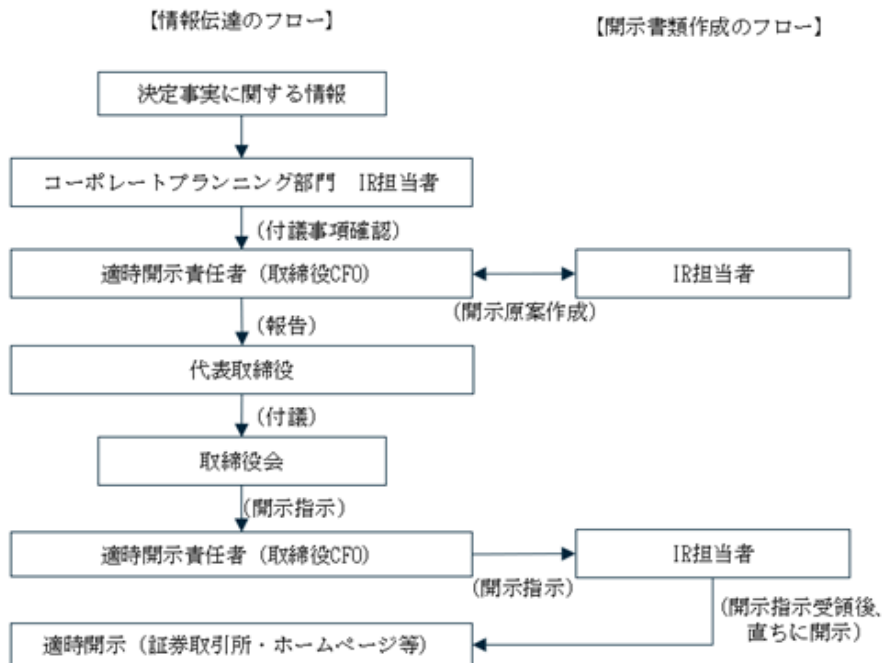 【情報伝達のフロー】
【開示書類作成のフロー】
決定事実に関する情報
コーポレートプランニング部門　IR担当者
(付議事項確認)
適時開示責任者（取締役CFO）
IR担当者
(開示原案作成)
(報告)
代表取締役
(付議)
取締役会
(開示指示)
適時開示責任者（取締役CFO）
IR担当者
(開示指示)
(開示指示受領後、
直ちに開示)
適時開示（証券取引所・ホームページ等）